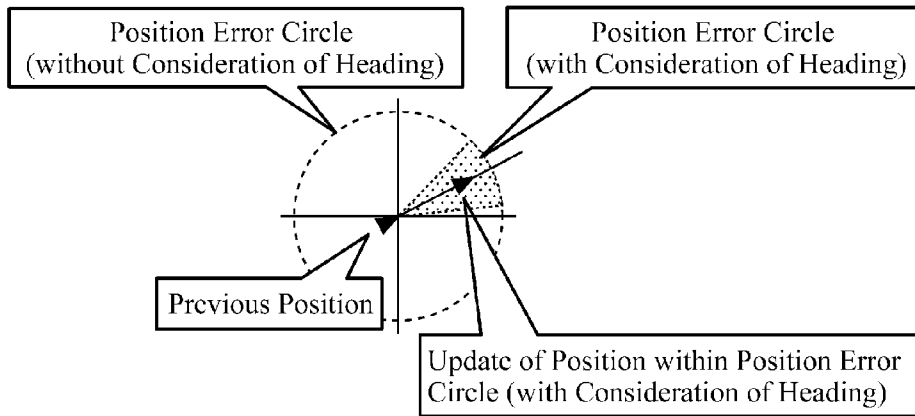 Position Error Circle
(without Consideration of Heading)
Position Error Circle
(with Consideration of Heading)
Previous Position
Update of Position within Position Error
Circle (with Consideration of Heading)